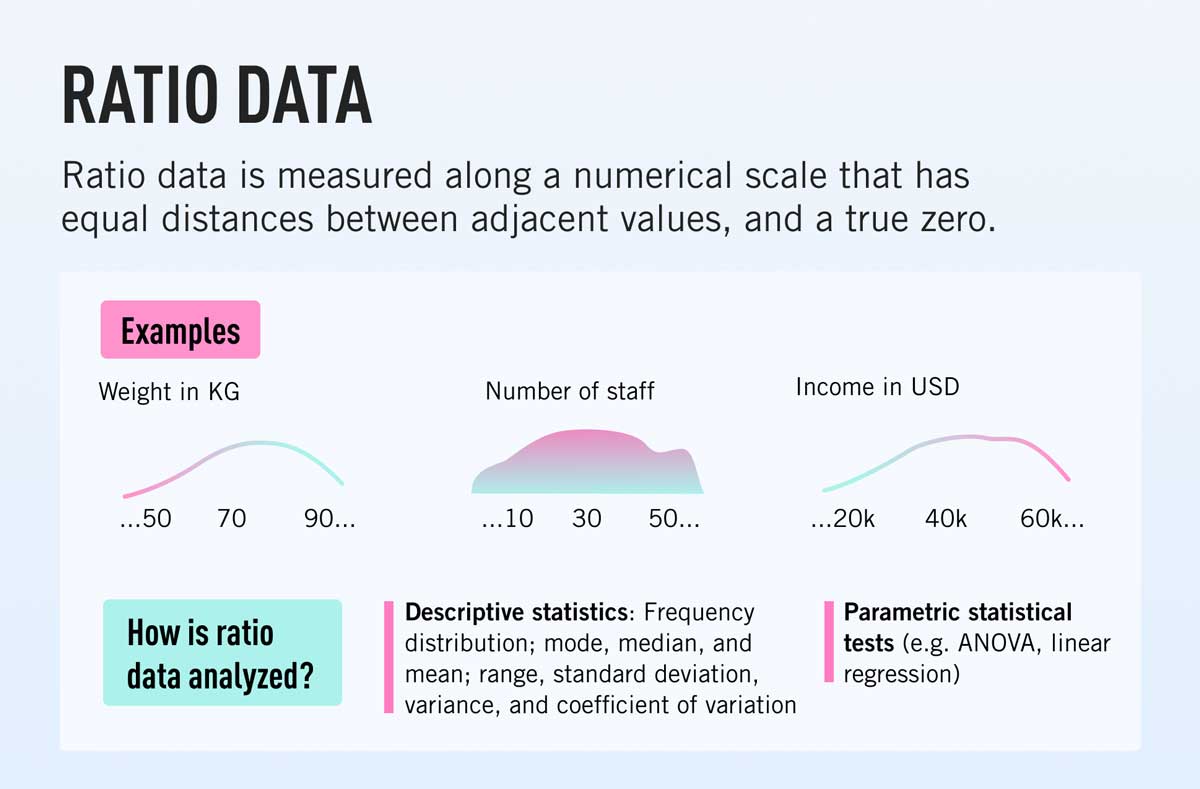 RATIO DATA
Ratio data is measured along a numerical scale that has
equal distances between adjacent values, and a true zero.
Examples
Weight in KG
...50 70 90...
Number of staff
...10 30 50...
Income in USD
...20k 40k 60k...
How is ratio
data analyzed?
Descriptive statistics: Frequency
distribution; mode, median, and
mean; range, standard deviation,
variance, and coefficient of variation
Parametric statistical
tests (e.g. ANOVA, linear
regression)